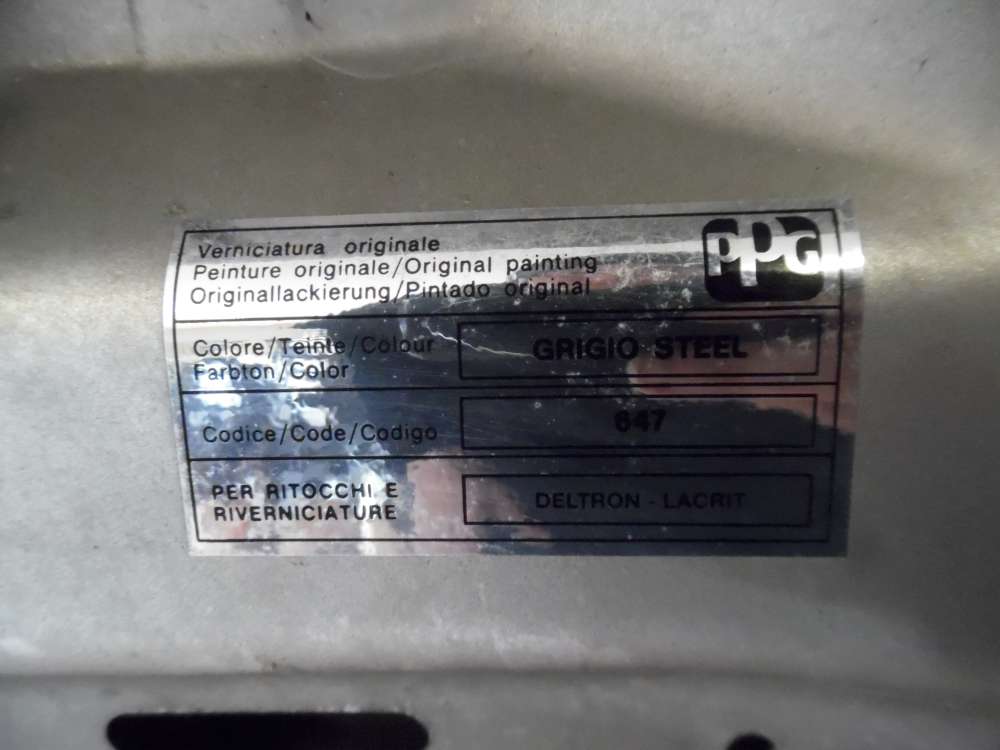 Verniciatura originale
Peinture originale/Original painting
Originallackierung/Pintado original
PPG
Colore/Teinte/Colour
Farbton/Color
GRIGIO STEEL
Codice/Code/Codigo
647
PER RITOCCHI E
RIVERNICIATURE
DELTRON - LACRIT